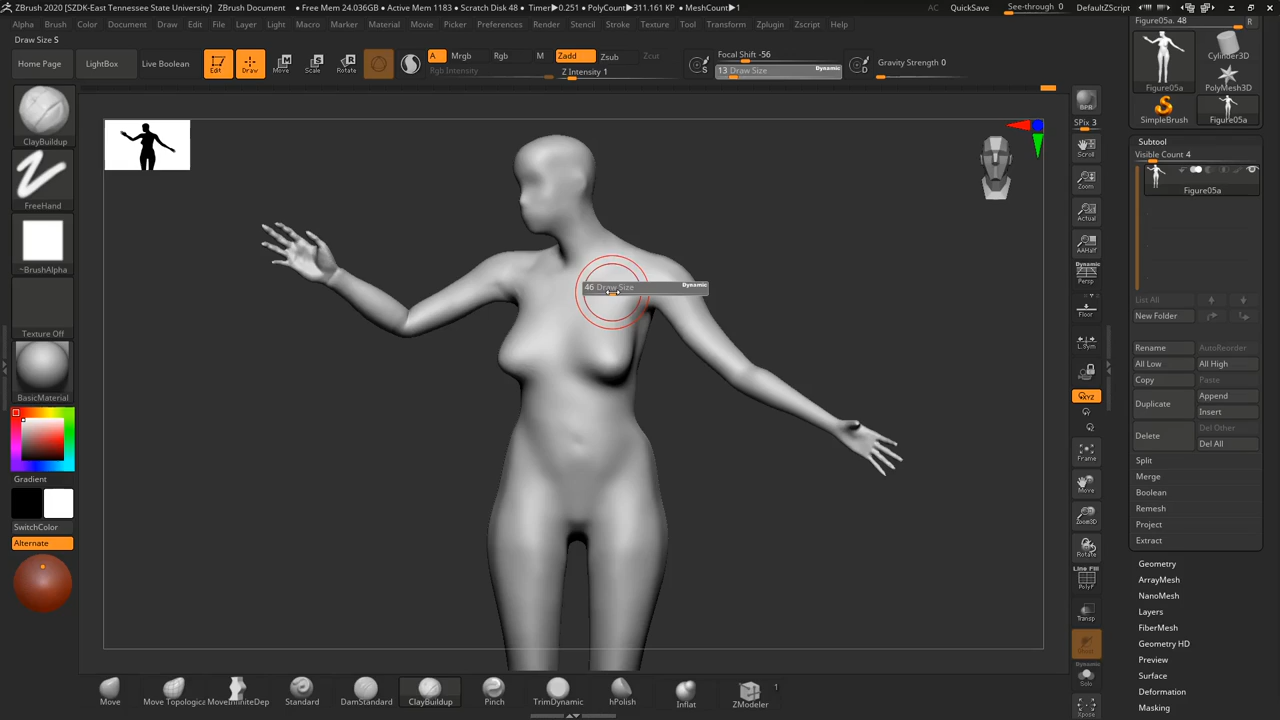 ZBrush 2020 [SZDK-East Tennessee State University] ZBrush Document • Free Mem 24.036GB • Active Mem 1183 • Scratch Disk 48 • Timer▶0.251 • PolyCount▶311.161 KP • MeshCount▶1 AC QuickSave See-through 0 Menus DefaultZScript
Alpha Brush Color Document Draw Edit File Layer Light Macro Marker Material Movie Picker Preferences Render Stencil Stroke Texture Tool Transform Zplugin Zscript Help
Draw Size S
Home Page LightBox Live Boolean Edit Draw Move Scale Rotate
A Mrgb Rgb M Zadd Zsub Zcut
Rgb Intensity Z Intensity 1
Focal Shift -56
13 Draw Size Dynamic
Gravity Strength 0
S D
ClayBuildup
FreeHand
~BrushAlpha
Texture Off
BasicMaterial
Gradient
SwitchColor
Alternate
46 Draw Size Dynamic
BPR
SPix 3
Scroll
Zoom
Actual
AAHalf
Dynamic
Persp
Floor
L.Sym
XYZ
Frame
Move
Zoom3D
Rotate
Line Fill
PolyF
Transp
Ghost
Dynamic
Solo
Xpose
Figure05a. 48 R
Figure05a
Cylinder3D
PolyMesh3D
SimpleBrush
Figure05a
Subtool
Visible Count 4
Figure05a
List All
New Folder
Rename AutoReorder
All Low All High
Copy Paste
Duplicate Append
Insert
Delete Del Other
Del All
Split
Merge
Boolean
Remesh
Project
Extract
Geometry
ArrayMesh
NanoMesh
Layers
FiberMesh
Geometry HD
Preview
Surface
Deformation
Masking
1
Move Move Topologic MoveInfiniteDep Standard DamStandard ClayBuildup Pinch TrimDynamic hPolish Inflat ZModeler